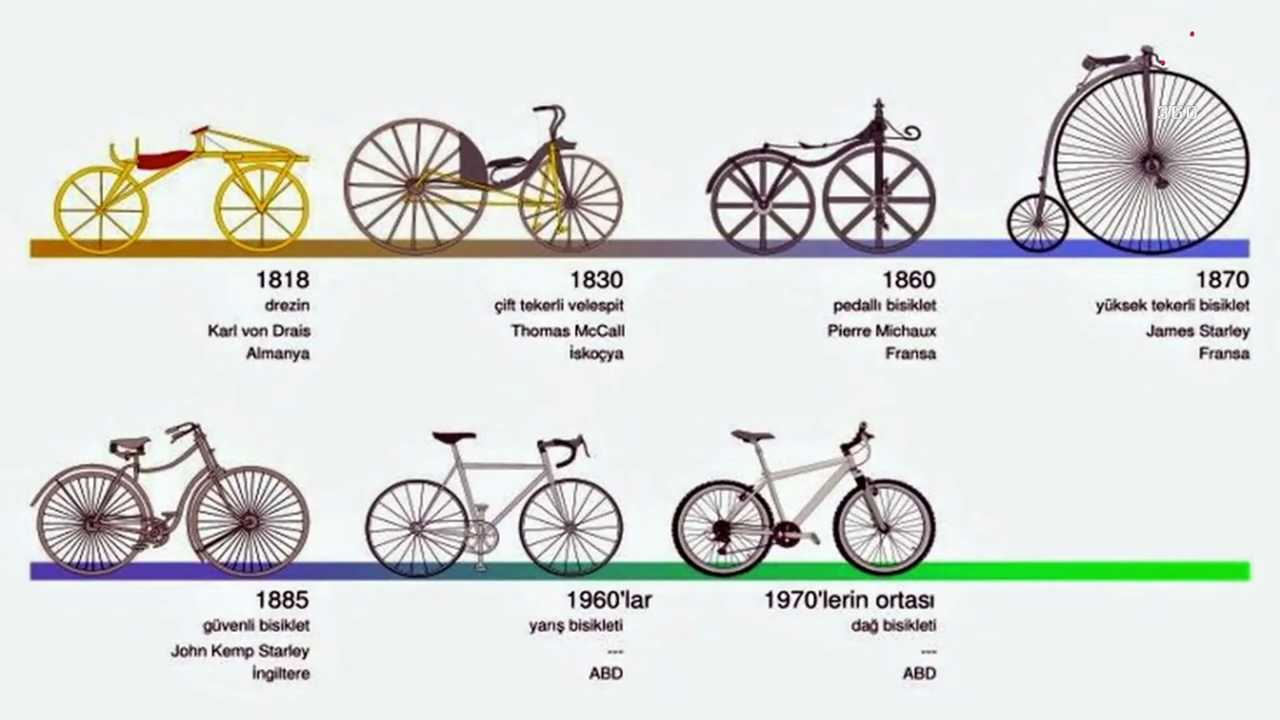 360
1818
drezin
Karl von Drais
Almanya
1830
çift tekerli velespit
Thomas McCall
İskoçya
1860
pedallı bisiklet
Pierre Michaux
Fransa
1870
yüksek tekerli bisiklet
James Starley
Fransa
1885
güvenli bisiklet
John Kemp Starley
İngiltere
1960'lar
yarış bisikleti
---
ABD
1970'lerin ortası
dağ bisikleti
---
ABD